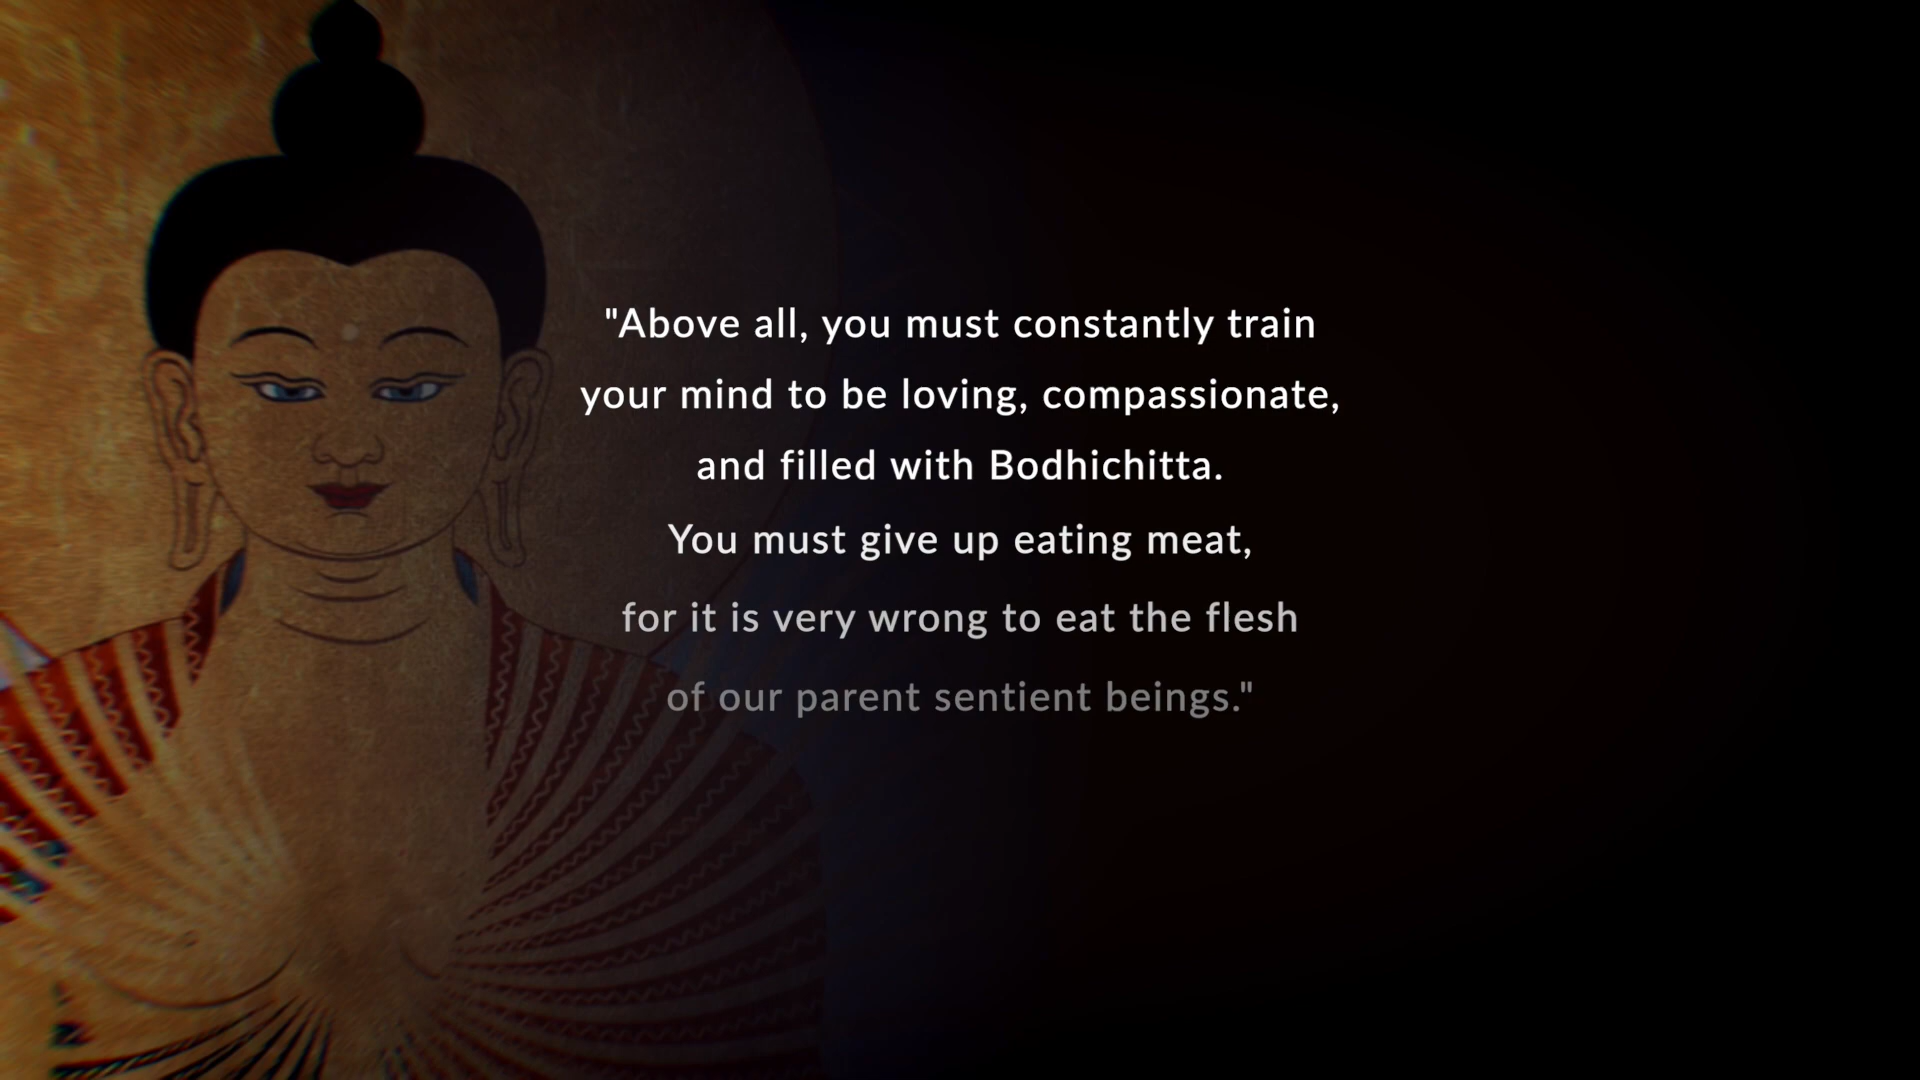 "Above all, you must constantly train
your mind to be loving, compassionate,
and filled with Bodhichitta.
You must give up eating meat,
for it is very wrong to eat the flesh
of our parent sentient beings."